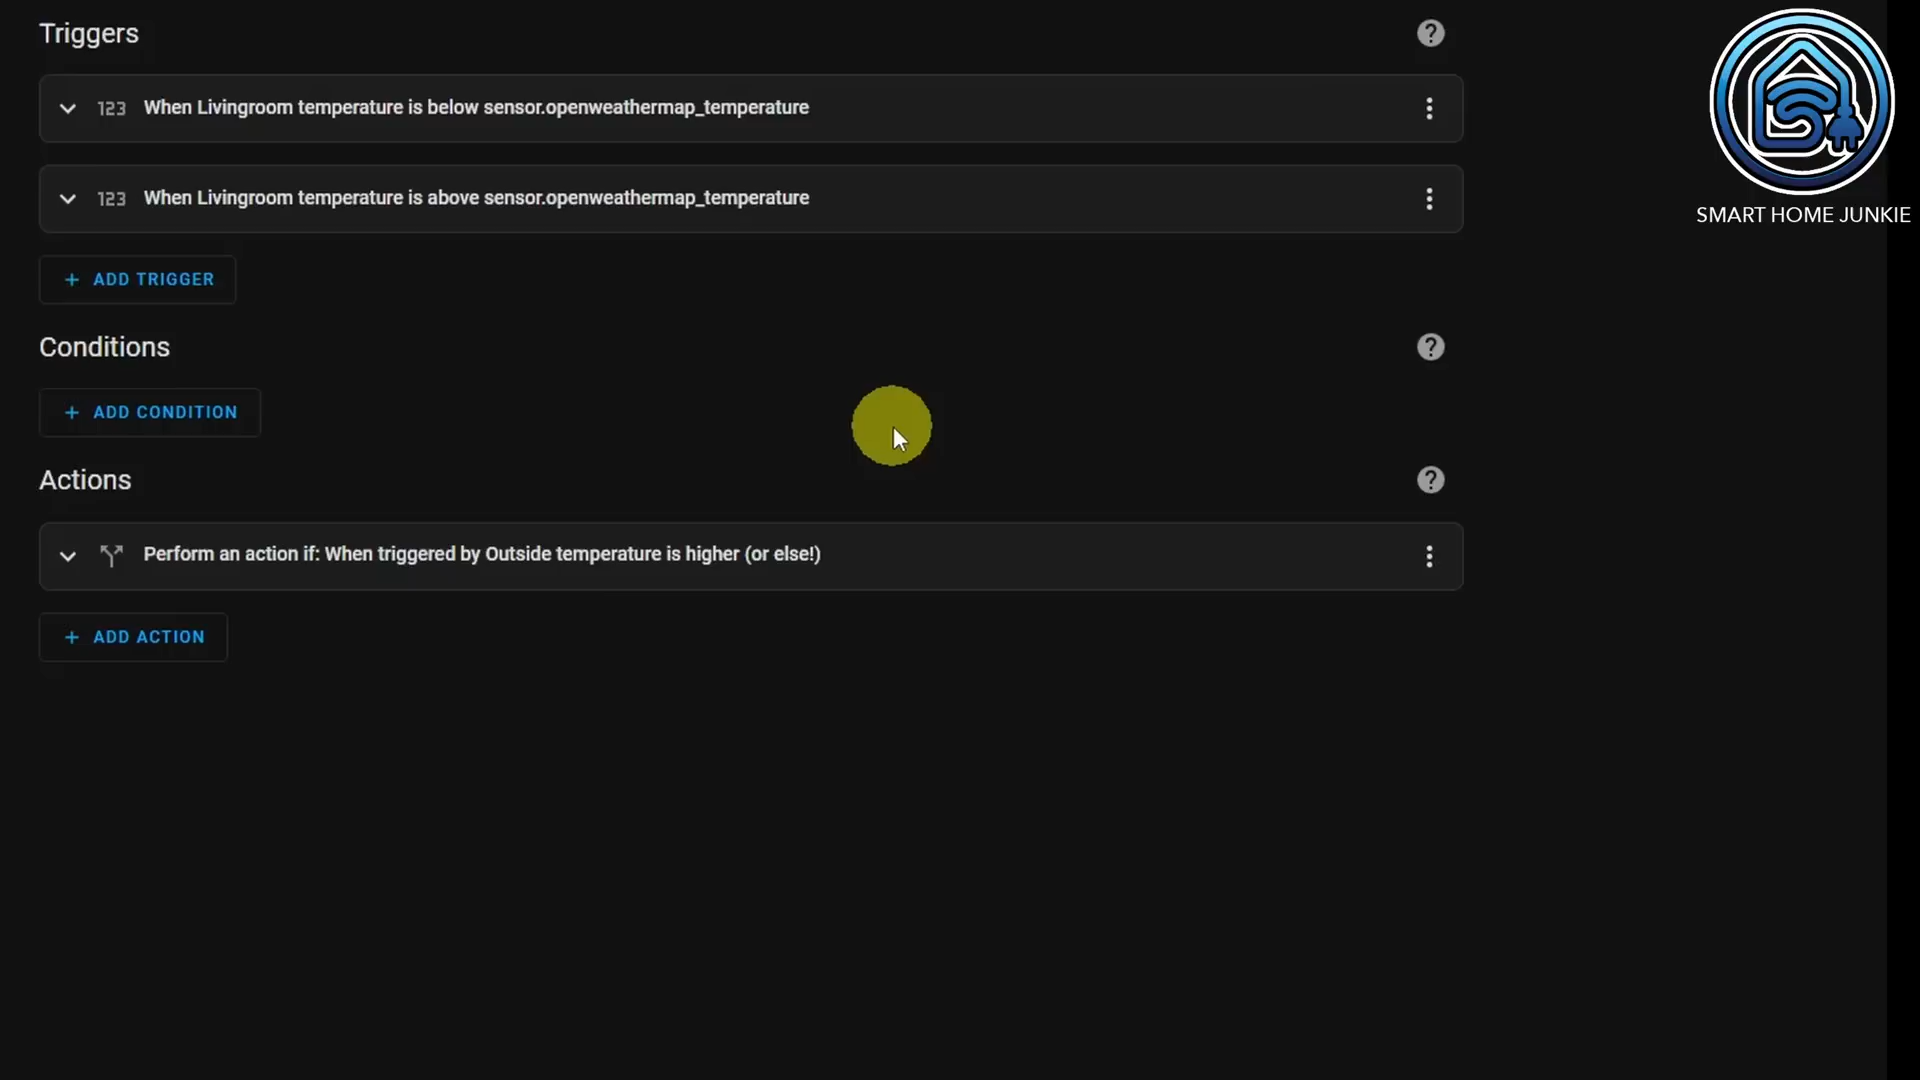 Triggers
123 When Livingroom temperature is below sensor.openweathermap_temperature
123 When Livingroom temperature is above sensor.openweathermap_temperature
+ ADD TRIGGER
Conditions
+ ADD CONDITION
Actions
Perform an action if: When triggered by Outside temperature is higher (or else!)
+ ADD ACTION
SMART HOME JUNKIE